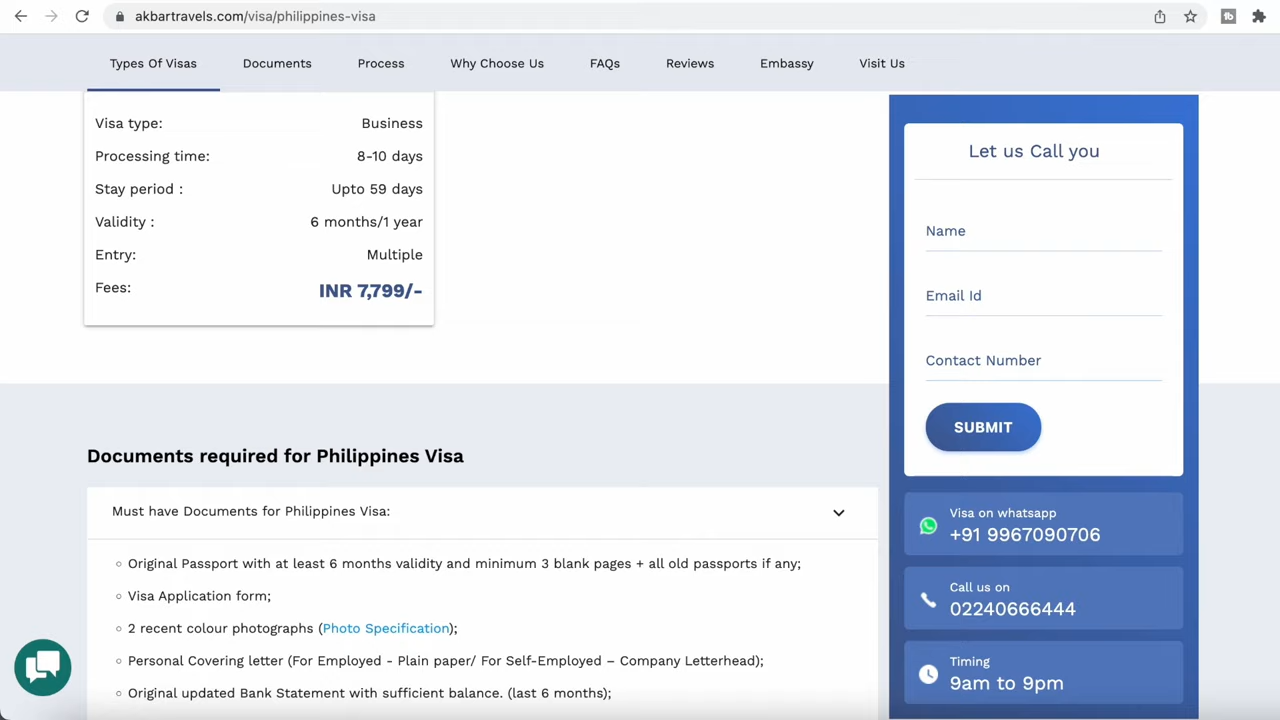 akbartravels.com/visa/philippines-visa
Types Of Visas Documents Process Why Choose Us FAQs Reviews Embassy Visit Us
Visa type: Business
Processing time: 8-10 days
Stay period : Upto 59 days
Validity : 6 months/1 year
Entry: Multiple
Fees: INR 7,799/-
Let us Call you
Name
Email Id
Contact Number
SUBMIT
Documents required for Philippines Visa
Must have Documents for Philippines Visa:
Original Passport with at least 6 months validity and minimum 3 blank pages + all old passports if any;
Visa Application form;
2 recent colour photographs (Photo Specification);
Personal Covering letter (For Employed - Plain paper/ For Self-Employed – Company Letterhead);
Original updated Bank Statement with sufficient balance. (last 6 months);
Visa on whatsapp
+91 9967090706
Call us on
02240666444
Timing
9am to 9pm